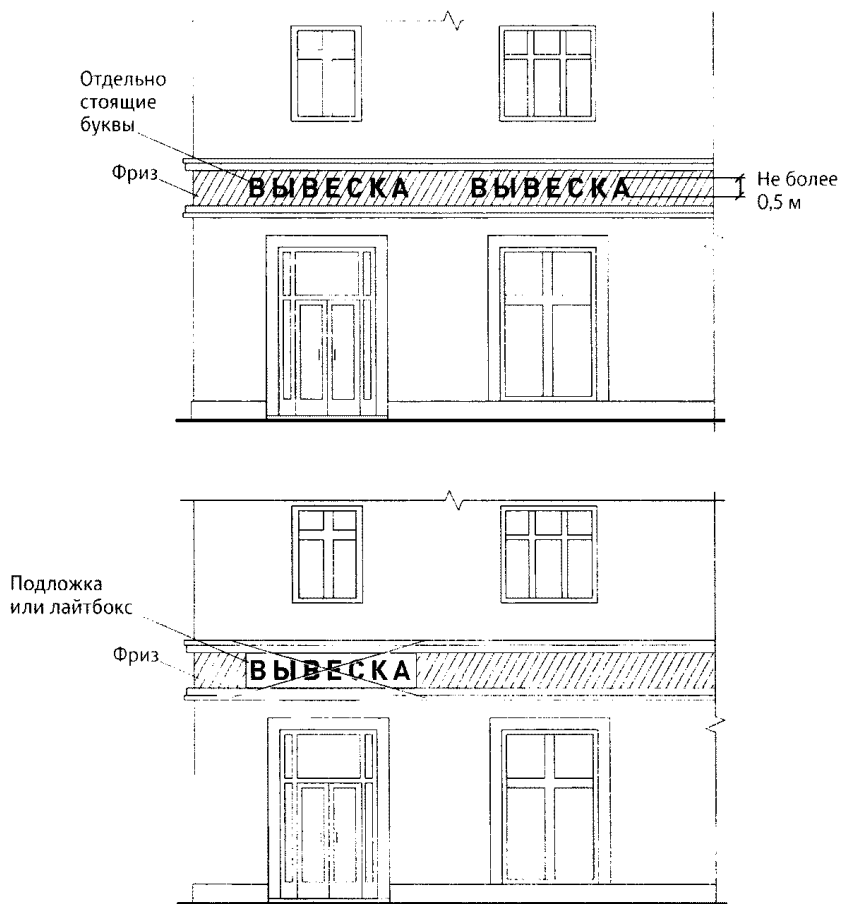 Отдельно
стоящие
буквы
Фриз
ВЫВЕСКА ВЫВЕСКА
Не более
0,5 м
Подложка
или лайтбокс
Фриз
ВЫВЕСКА